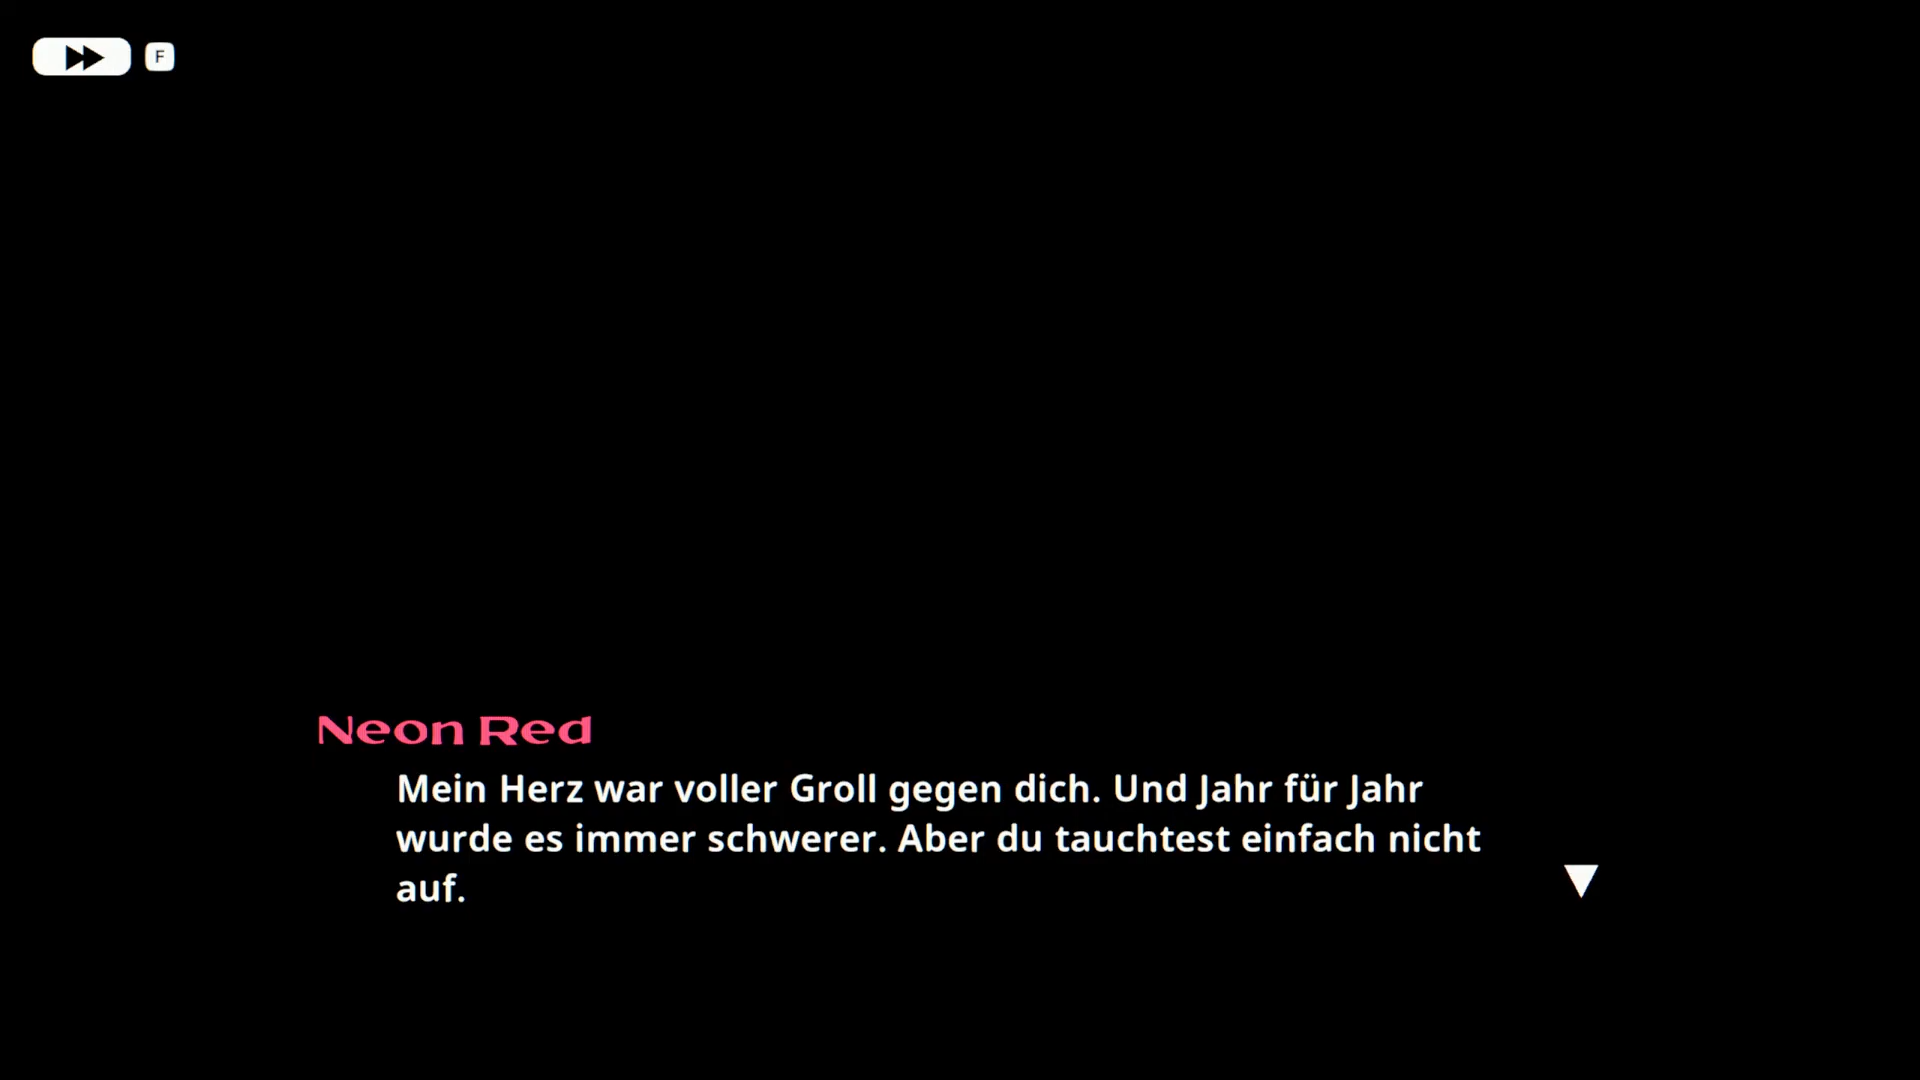 F
Neon Red
Mein Herz war voller Groll gegen dich. Und Jahr für Jahr
wurde es immer schwerer. Aber du tauchtest einfach nicht
auf.